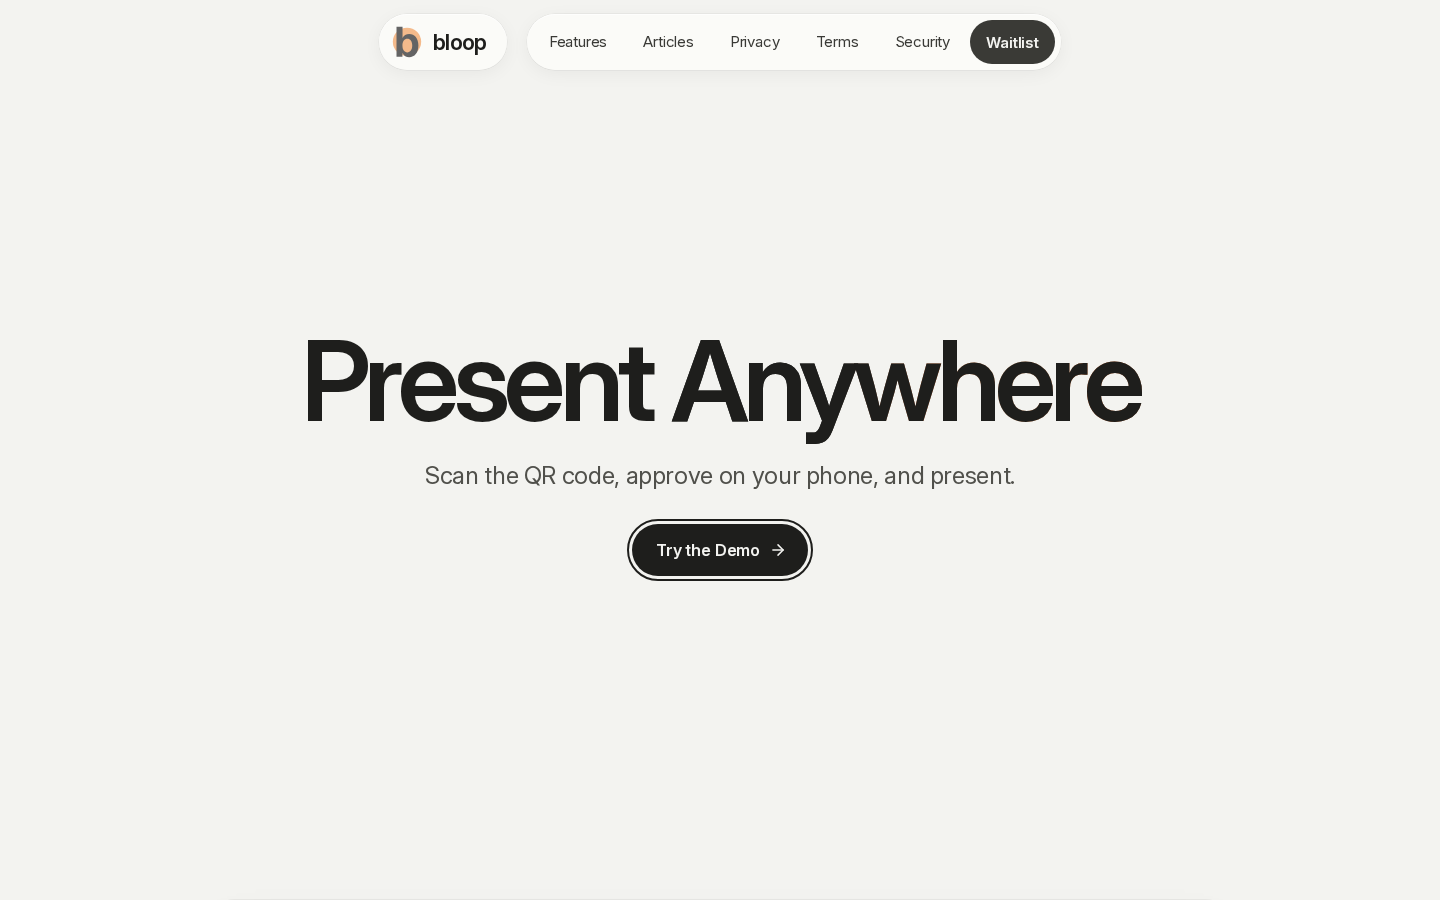 b bloop
Features Articles Privacy Terms Security Waitlist
Present Anywhere
Scan the QR code, approve on your phone, and present.
Try the Demo →